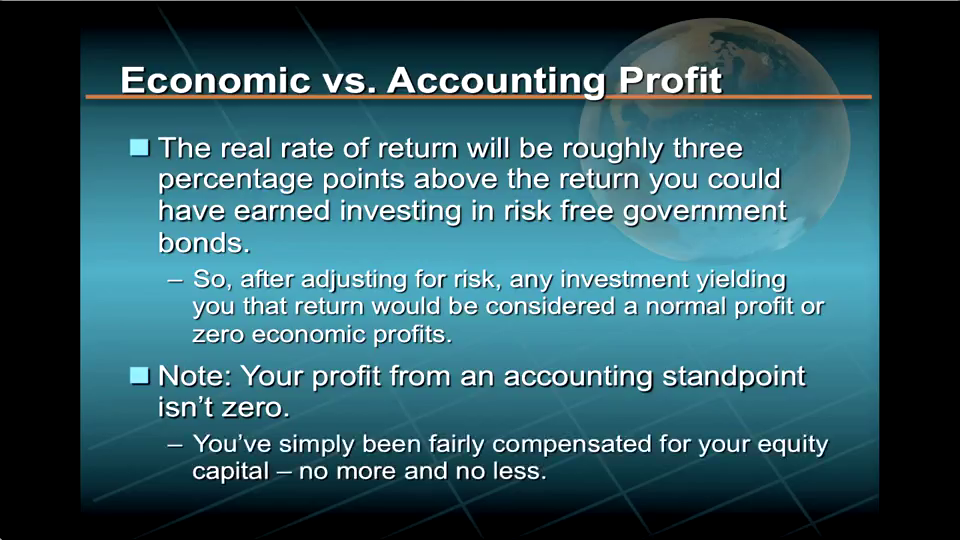 Economic vs. Accounting Profit
The real rate of return will be roughly three
percentage points above the return you could
have earned investing in risk free government
bonds.
– So, after adjusting for risk, any investment yielding
you that return would be considered a normal profit or
zero economic profits.
Note: Your profit from an accounting standpoint
isn’t zero.
– You’ve simply been fairly compensated for your equity
capital – no more and no less.